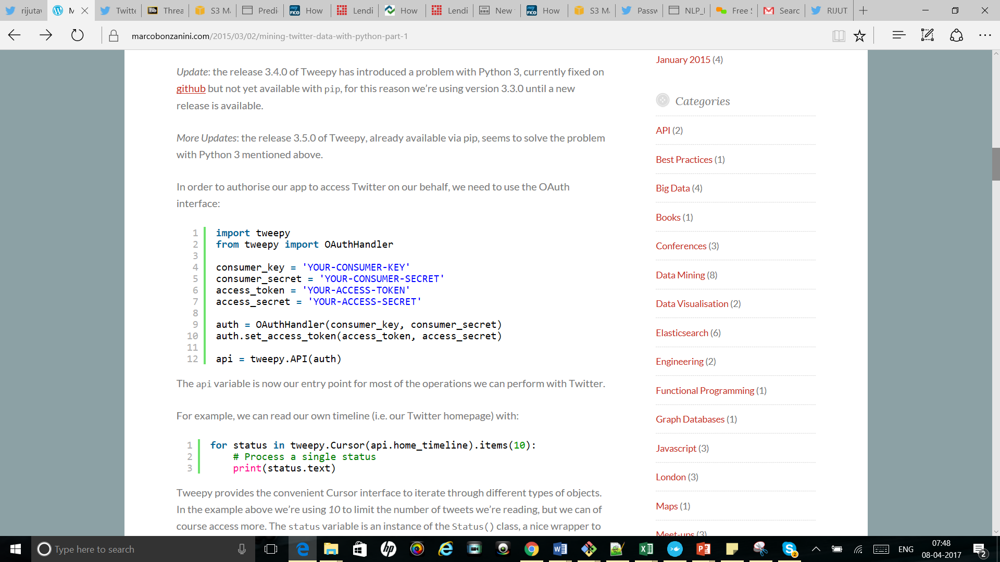 rijutav
M
Twitte
Threa
S3 Ma
Predi
How
Lendi
How
Lendi
New
How
S3 Ma
Passw
NLP_I
Free S
Searc
RIJUT
marcobonzanini.com/2015/03/02/mining-twitter-data-with-python-part-1
Update: the release 3.4.0 of Tweepy has introduced a problem with Python 3, currently fixed on
github but not yet available with pip, for this reason we’re using version 3.3.0 until a new
release is available.
More Updates: the release 3.5.0 of Tweepy, already available via pip, seems to solve the problem
with Python 3 mentioned above.
In order to authorise our app to access Twitter on our behalf, we need to use the OAuth
interface:
1 import tweepy
2 from tweepy import OAuthHandler
3
4 consumer_key = 'YOUR-CONSUMER-KEY'
5 consumer_secret = 'YOUR-CONSUMER-SECRET'
6 access_token = 'YOUR-ACCESS-TOKEN'
7 access_secret = 'YOUR-ACCESS-SECRET'
8
9 auth = OAuthHandler(consumer_key, consumer_secret)
10 auth.set_access_token(access_token, access_secret)
11
12 api = tweepy.API(auth)
The api variable is now our entry point for most of the operations we can perform with Twitter.
For example, we can read our own timeline (i.e. our Twitter homepage) with:
1 for status in tweepy.Cursor(api.home_timeline).items(10):
2 # Process a single status
3 print(status.text)
Tweepy provides the convenient Cursor interface to iterate through different types of objects.
In the example above we’re using 10 to limit the number of tweets we’re reading, but we can of
course access more. The status variable is an instance of the Status() class, a nice wrapper to
January 2015 (4)
Categories
API (2)
Best Practices (1)
Big Data (4)
Books (1)
Conferences (3)
Data Mining (8)
Data Visualisation (2)
Elasticsearch (6)
Engineering (2)
Functional Programming (1)
Graph Databases (1)
Javascript (3)
London (3)
Maps (1)
Meet-ups (3)
Type here to search
ENG
07:48
08-04-2017
2